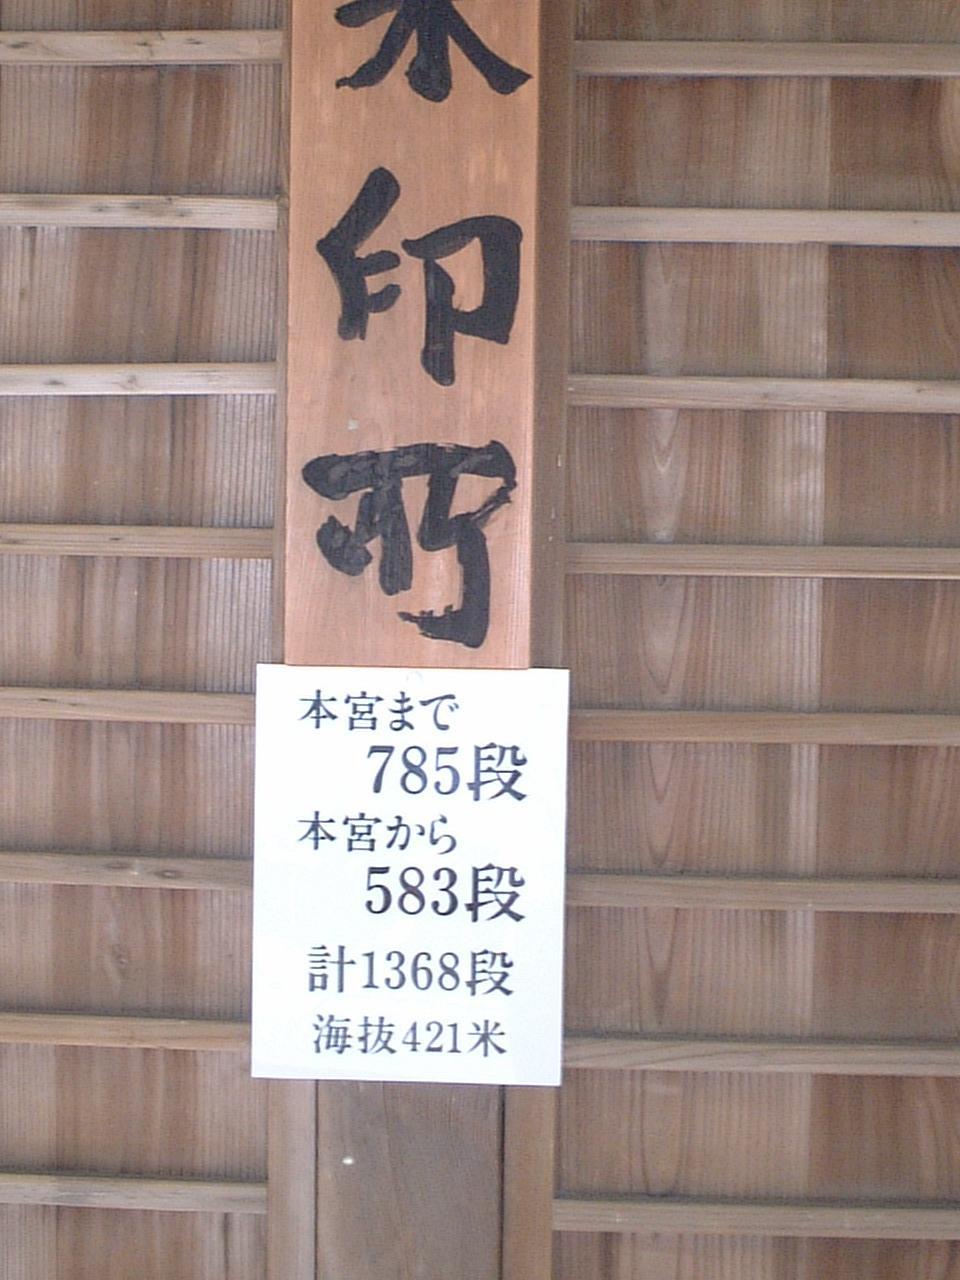 朱印所
本宮まで
785段
本宮から
583段
計1368段
海抜421米